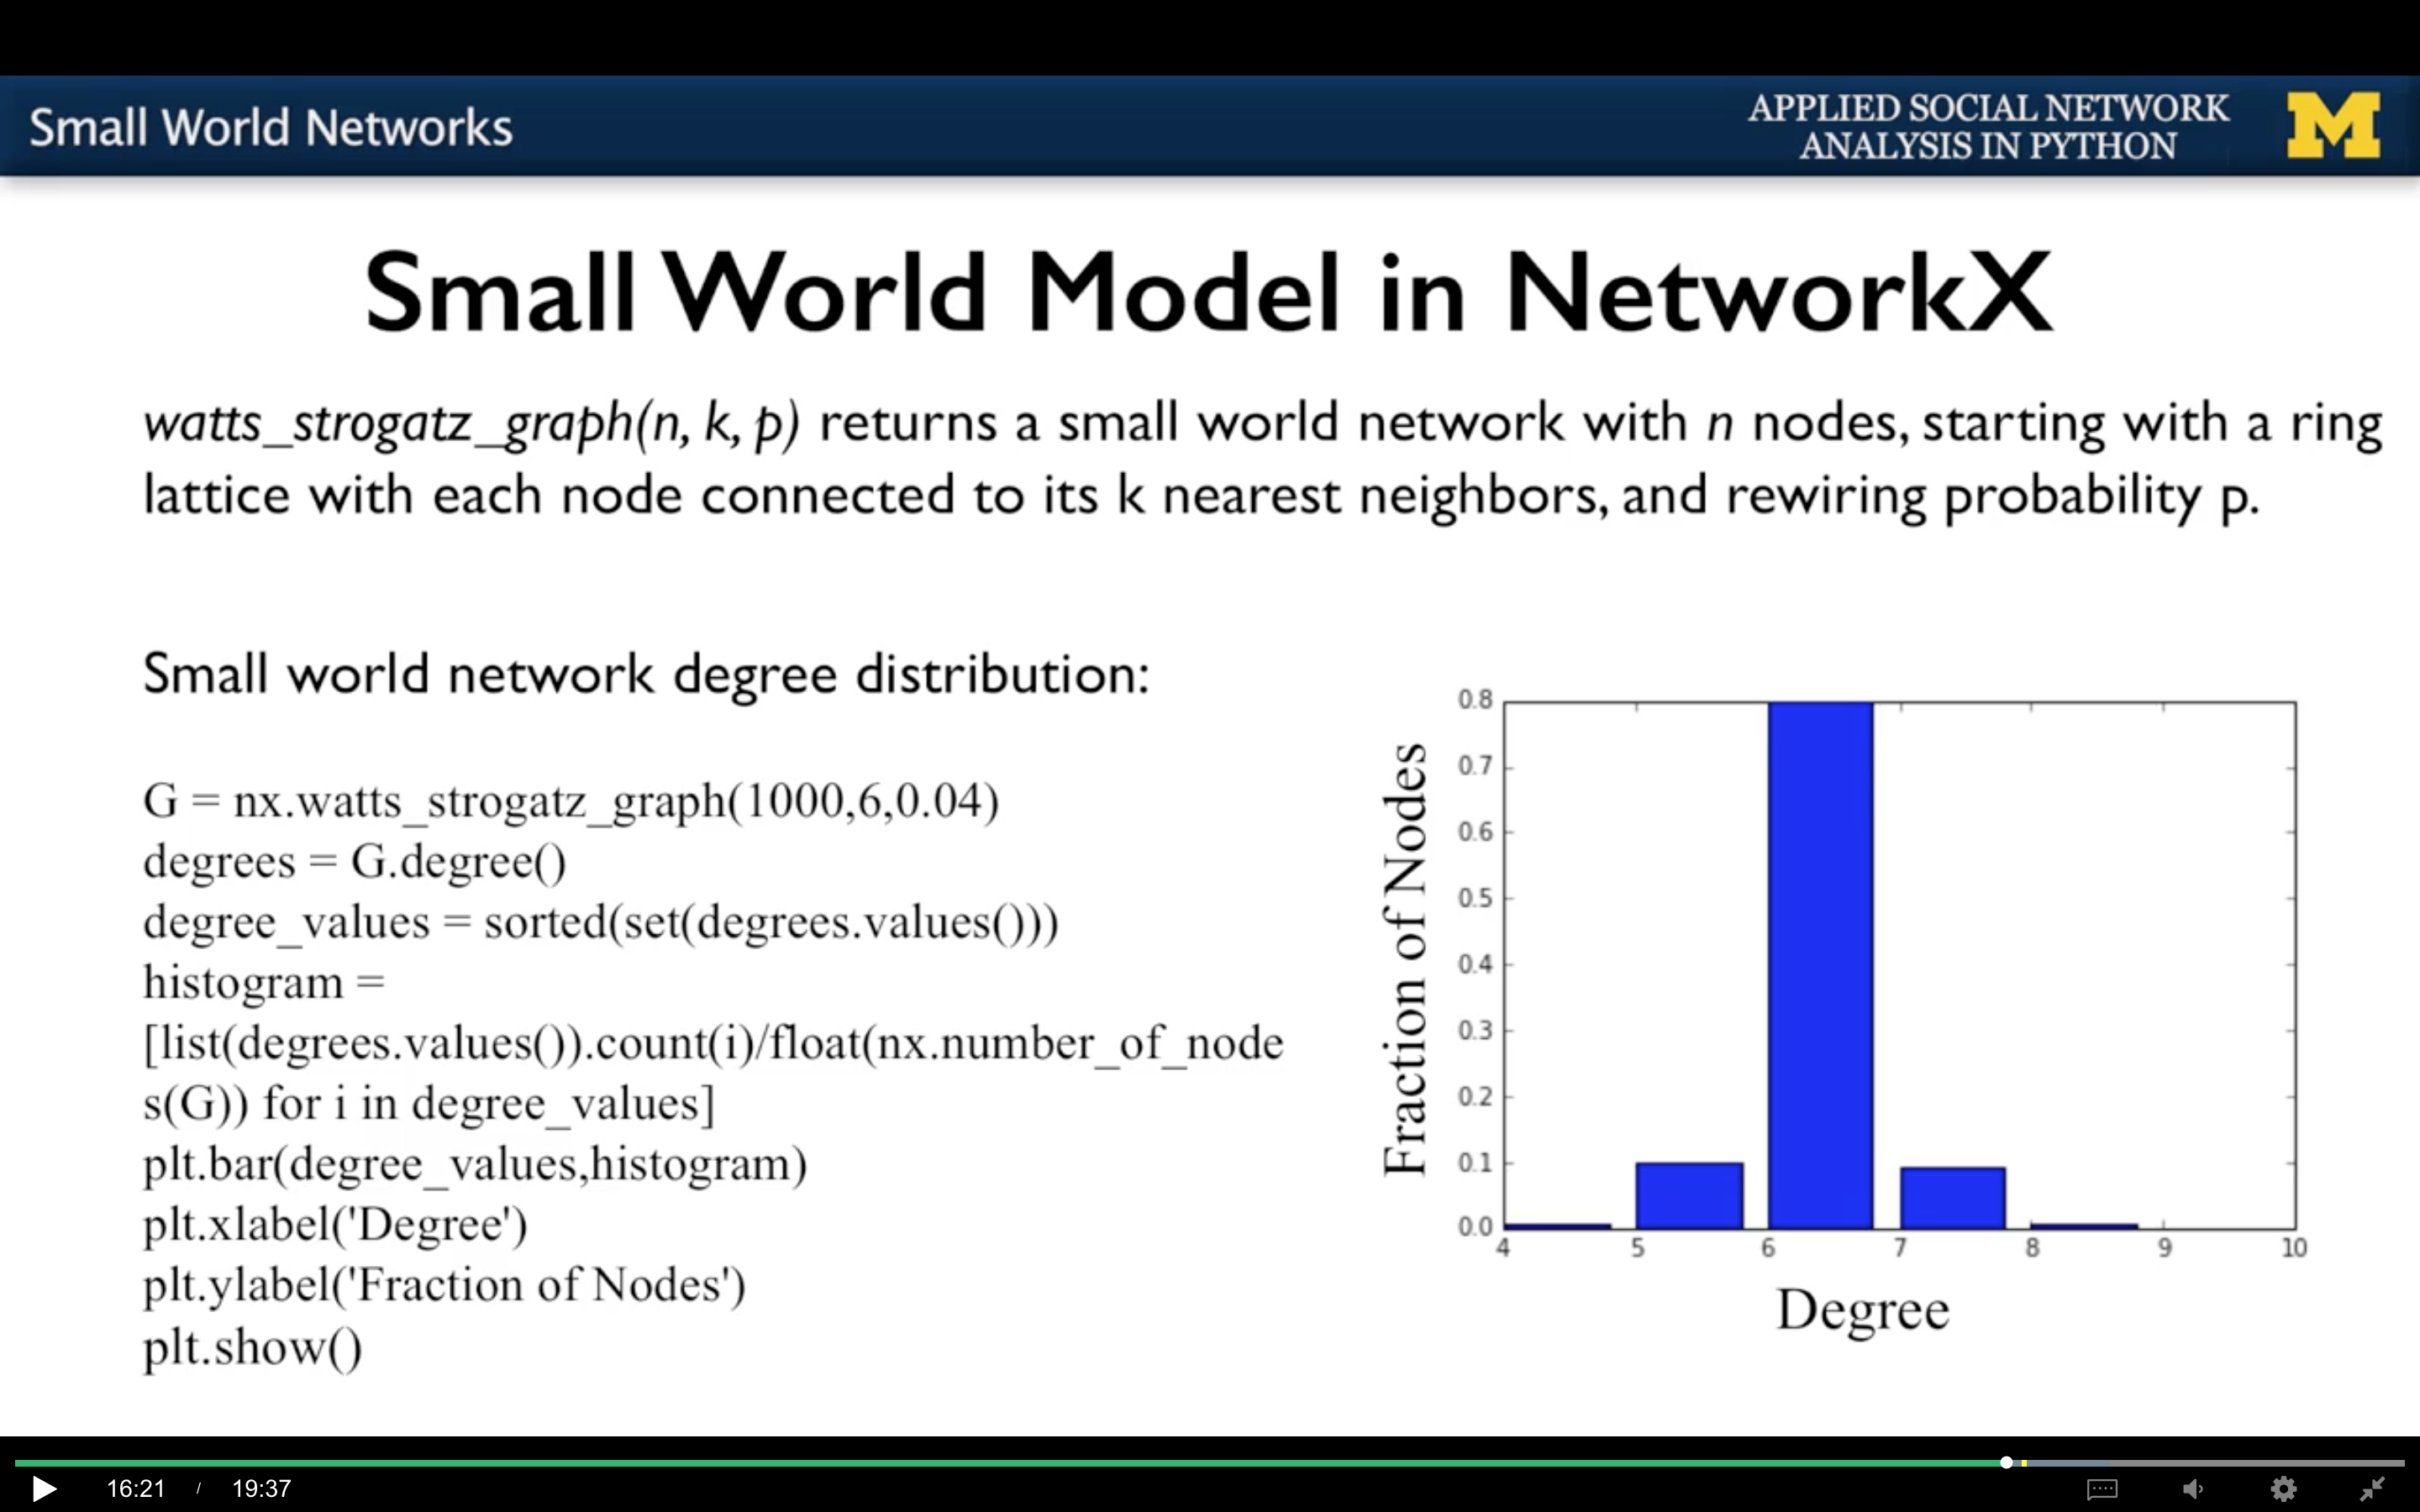 Small World Networks
APPLIED SOCIAL NETWORK
ANALYSIS IN PYTHON
M
Small World Model in NetworkX
watts_strogatz_graph(n, k, p) returns a small world network with n nodes, starting with a ring
lattice with each node connected to its k nearest neighbors, and rewiring probability p.
Small world network degree distribution:
G = nx.watts_strogatz_graph(1000,6,0.04)
degrees = G.degree()
degree_values = sorted(set(degrees.values()))
histogram =
[list(degrees.values()).count(i)/float(nx.number_of_node
s(G)) for i in degree_values]
plt.bar(degree_values,histogram)
plt.xlabel('Degree')
plt.ylabel('Fraction of Nodes')
plt.show()
Fraction of Nodes
0.8
0.7
0.6
0.5
0.4
0.3
0.2
0.1
0.0
4 5 6 7 8 9 10
Degree
16:21 / 19:37